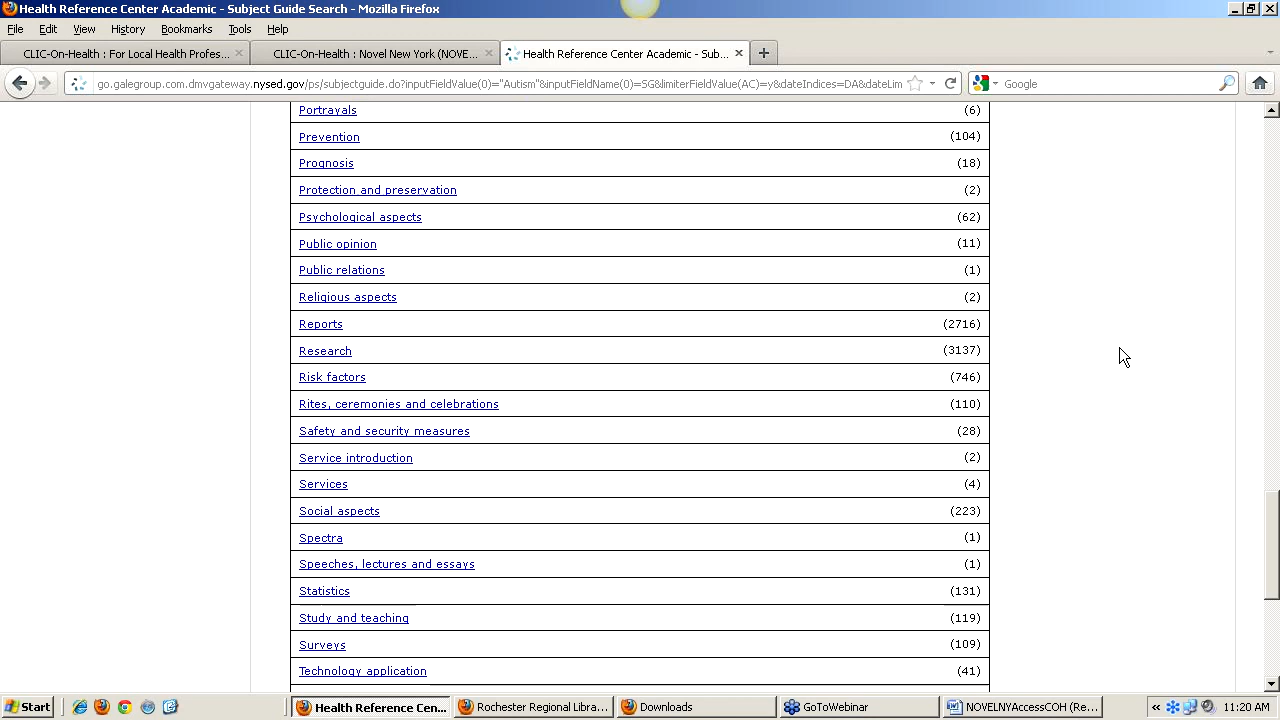 Health Reference Center Academic - Subject Guide Search - Mozilla Firefox
File Edit View History Bookmarks Tools Help
CLIC-On-Health : For Local Health Profes... CLIC-On-Health : Novel New York (NOVE... Health Reference Center Academic - Sub...
go.galegroup.com.dmvgateway.nysed.gov/ps/subjectguide.do?inputFieldValue(0)="Autism"&inputFieldName(0)=SG&limiterFieldValue(AC)=y&dateIndices=DA&dateLim Google
Portrayals (6)
Prevention (104)
Prognosis (18)
Protection and preservation (2)
Psychological aspects (62)
Public opinion (11)
Public relations (1)
Religious aspects (2)
Reports (2716)
Research (3137)
Risk factors (746)
Rites, ceremonies and celebrations (110)
Safety and security measures (28)
Service introduction (2)
Services (4)
Social aspects (223)
Spectra (1)
Speeches, lectures and essays (1)
Statistics (131)
Study and teaching (119)
Surveys (109)
Technology application (41)
Start Health Reference Cen... Rochester Regional Libra... Downloads GoToWebinar NOVELNYAccessCOH (Re... 11:20 AM